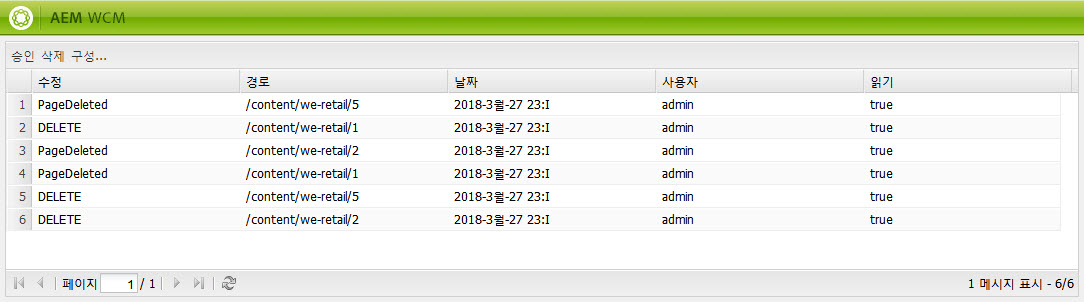 AEM WCM
승인 삭제 구성...
수정 경로 날짜 사용자 읽기
1 PageDeleted /content/we-retail/5 2018-3월-27 23:I admin true
2 DELETE /content/we-retail/1 2018-3월-27 23:I admin true
3 PageDeleted /content/we-retail/2 2018-3월-27 23:I admin true
4 PageDeleted /content/we-retail/1 2018-3월-27 23:I admin true
5 DELETE /content/we-retail/5 2018-3월-27 23:I admin true
6 DELETE /content/we-retail/2 2018-3월-27 23:I admin true
페이지 1 / 1 1 메시지 표시 - 6/6